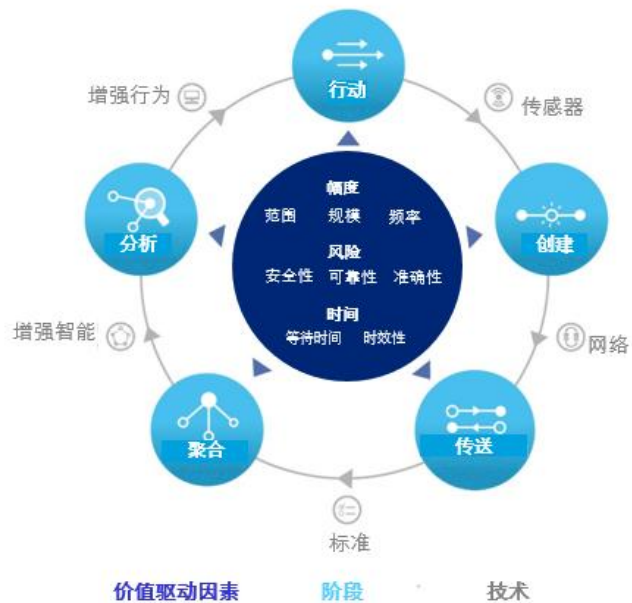 行动
增强行为
传感器
幅度
范围 规模 频率
分析
创建
风险
安全性 可靠性 准确性
时间
等待时间 时效性
增强智能
网络
聚合
传送
标准
价值驱动因素 阶段 技术